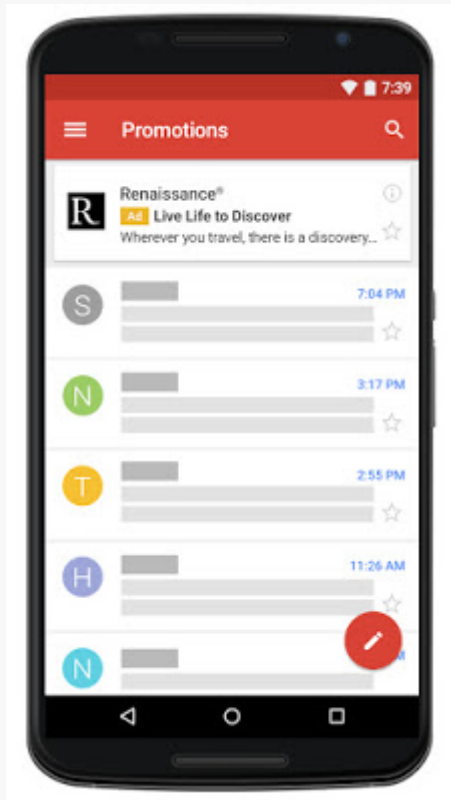 7:39
Promotions
R
Renaissance®
Ad Live Life to Discover
Wherever you travel, there is a discovery...
S
7:04 PM
N
3:17 PM
T
2:55 PM
H
11:26 AM
N